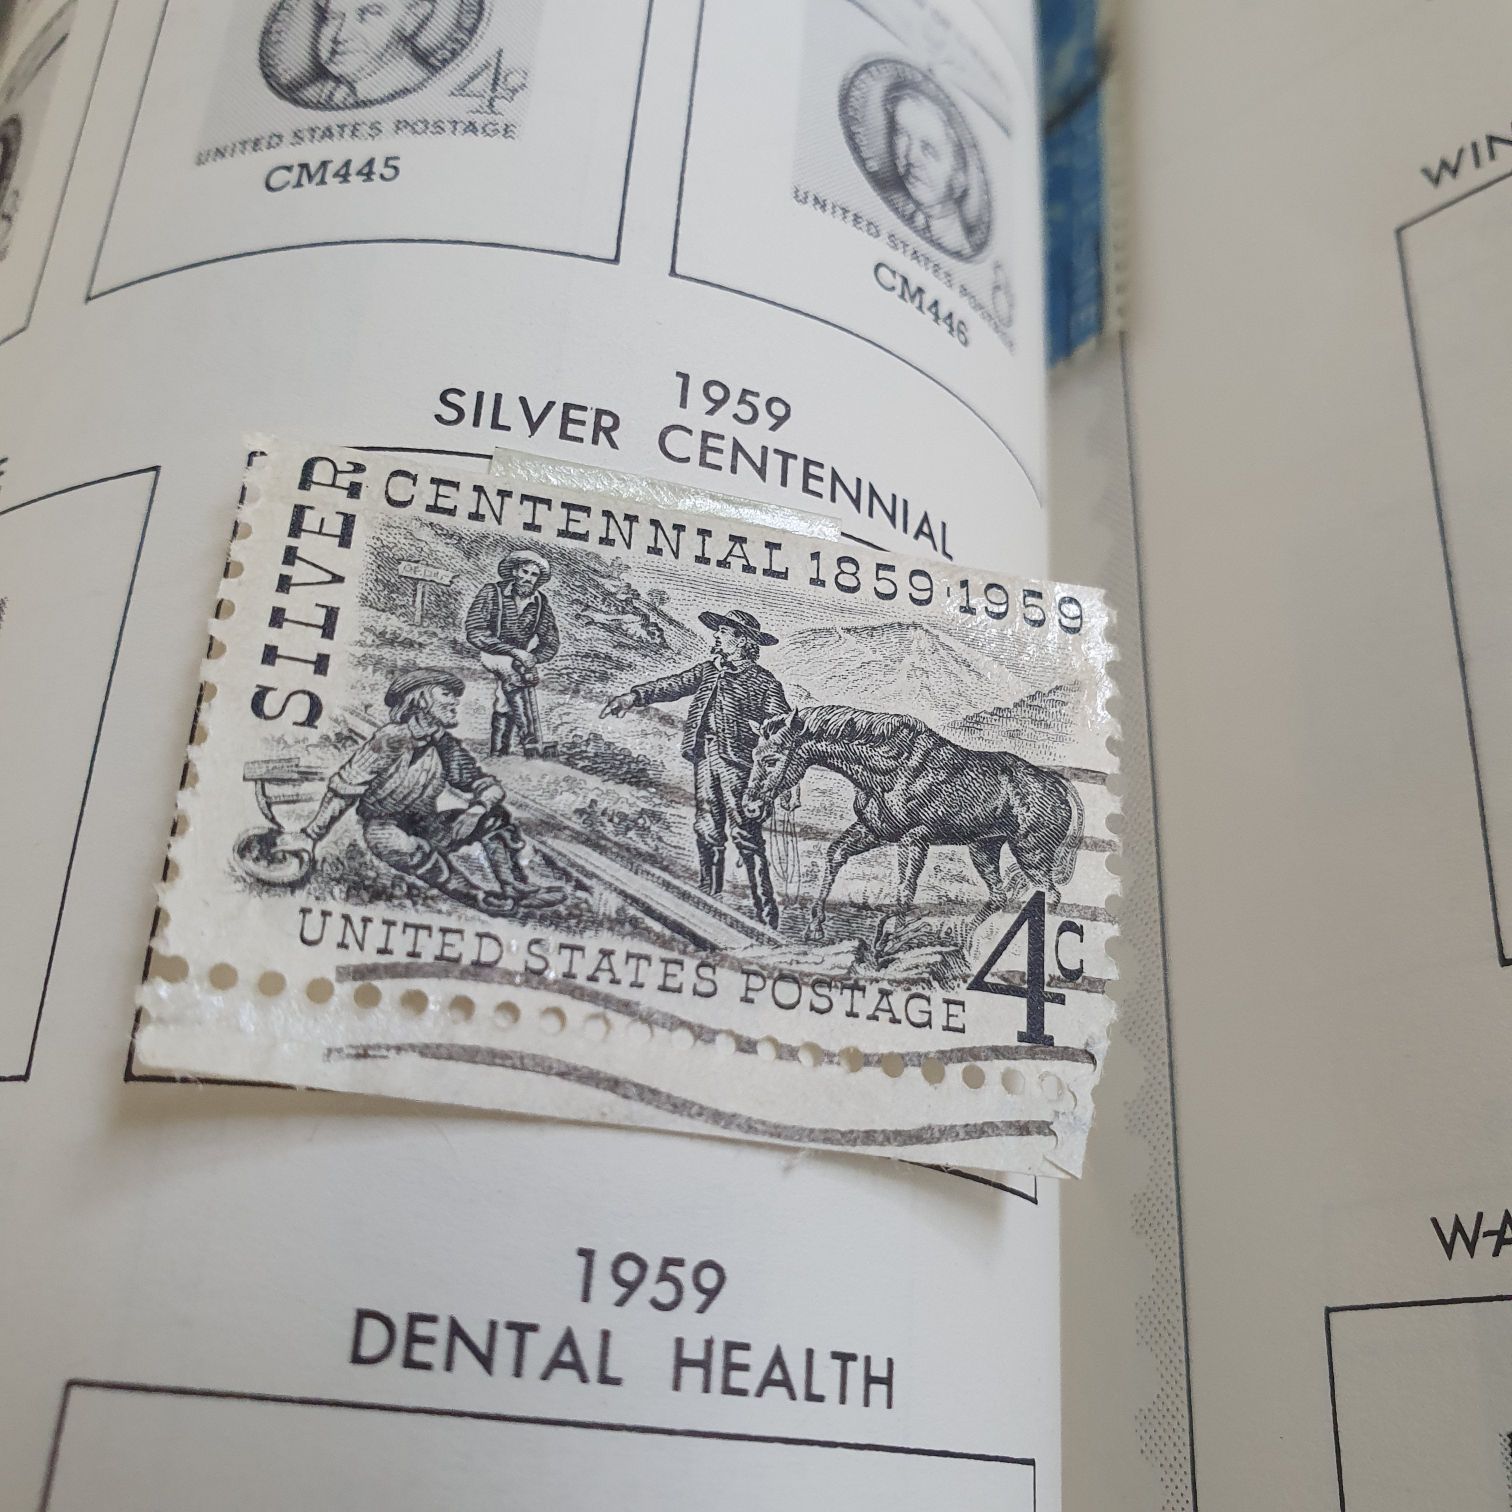 4c
UNITED STATES POSTAGE
CM445
UNITED STATES POSTAGE
CM446
1959
SILVER CENTENNIAL
SILVER
CENTENNIAL 1859·1959
UNITED STATES POSTAGE
4c
1959
DENTAL HEALTH